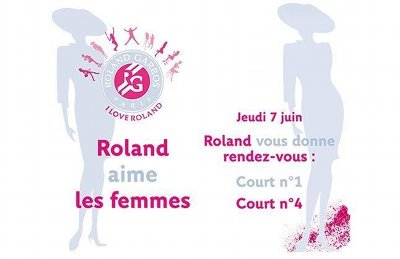 ROLAND GARROS
RG
PARIS
I LOVE ROLAND
Roland
aime
les femmes
Jeudi 7 juin
Roland vous donne
rendez-vous :
Court n°1
Court n°4